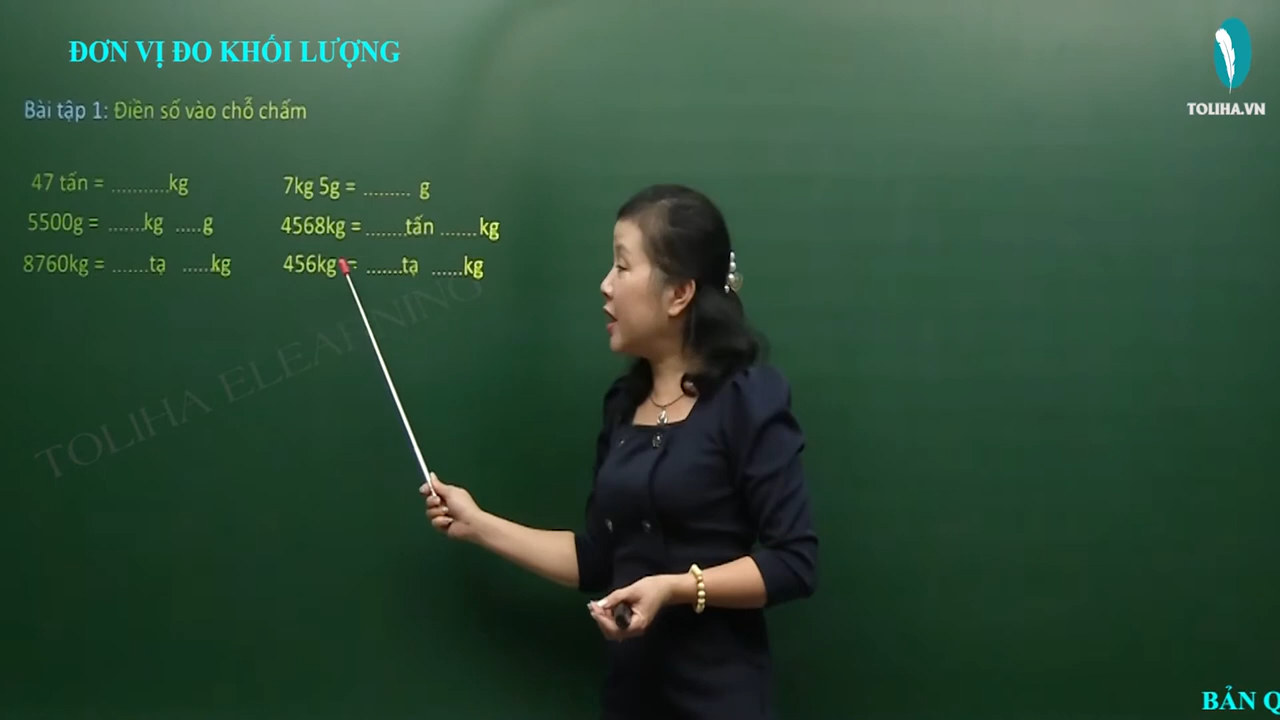 ĐƠN VỊ ĐO KHỐI LƯỢNG
TOLIHA.VN
Bài tập 1: Điền số vào chỗ chấm
47 tấn = ...........kg
7kg 5g = ......... g
5500g = .......kg .....g
4568kg = ........tấn .......kg
8760kg = .......tạ ......kg
456kg = .......tạ ......kg
TOLIHA ELEARNING
BẢN